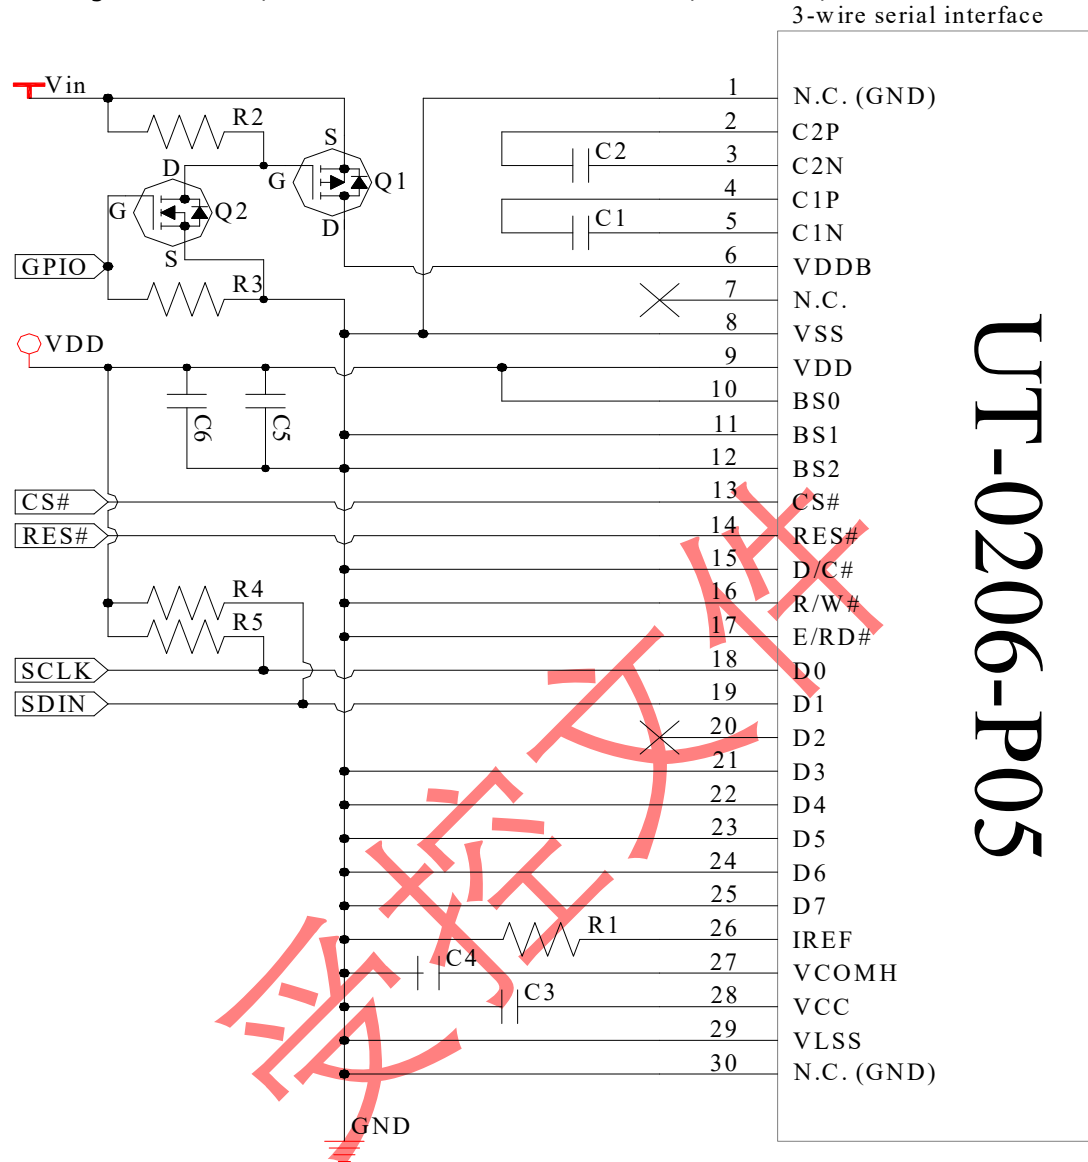 3-wire serial interface
Vin
R2
S
D
G
Q1
G
Q2
D
S
GPIO
R3
VDD
C6
C5
CS#
RES#
R4
R5
SCLK
SDIN
C2
C1
R1
C4
C3
GND
1 N.C. (GND)
2 C2P
3 C2N
4 C1P
5 C1N
6 VDDB
7 N.C.
8 VSS
9 VDD
10 BS0
11 BS1
12 BS2
13 CS#
14 RES#
15 D/C#
16 R/W#
17 E/RD#
18 D0
19 D1
20 D2
21 D3
22 D4
23 D5
24 D6
25 D7
26 IREF
27 VCOMH
28 VCC
29 VLSS
30 N.C. (GND)
UT-0206-P05
受控文件